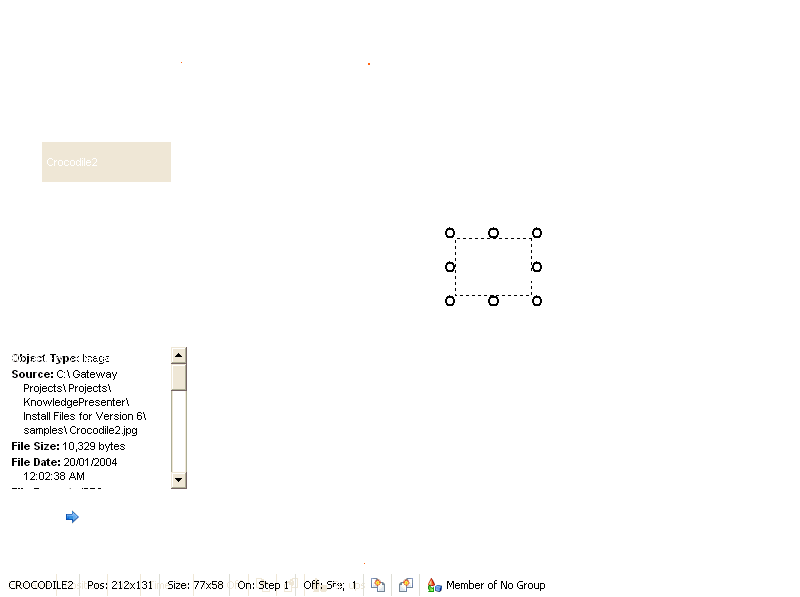 Crocodile2
Object Type: Image
Source: C:\Gateway
Projects\Projects\
KnowledgePresenter\
Install Files for Version 6\
samples\Crocodile2.jpg
File Size: 10,329 bytes
File Date: 20/01/2004
12:02:38 AM
CROCODILE2 Pos: 212x131 Size: 77x58 On: Step 1 Off: 1 Member of No Group